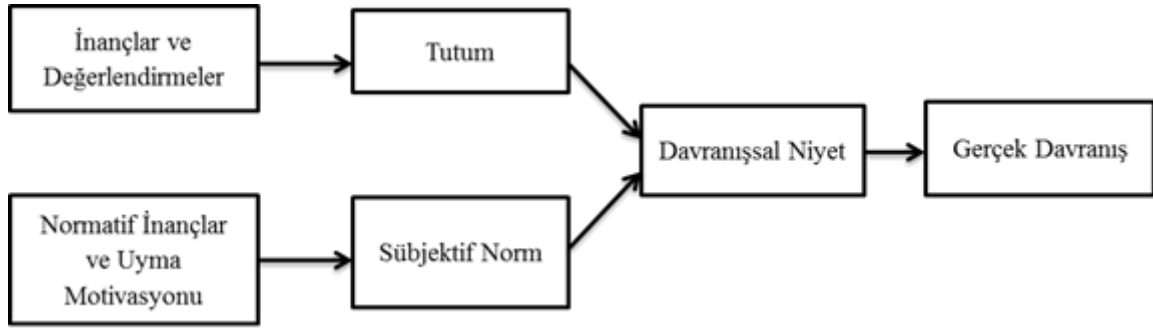 İnançlar ve
Değerlendirmeler
Tutum
Davranışsal Niyet
Gerçek Davranış
Normatif İnançlar
ve Uyma
Motivasyonu
Sübjektif Norm